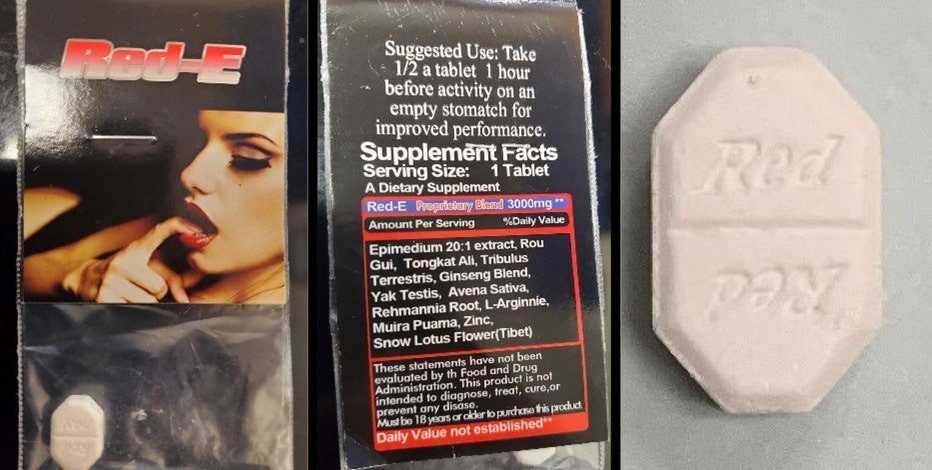 Red-E
Suggested Use: Take
1/2 a tablet 1 hour
before activity on an
empty stomatch for
improved performance.
Supplement Facts
Serving Size: 1 Tablet
A Dietary Supplement
Red-E Proprietary Blend 3000mg **
Amount Per Serving %Daily Value
Epimedium 20:1 extract, Rou
Gui, Tongkat Ali, Tribulus
Terrestris, Ginseng Blend,
Yak Testis, Avena Sativa,
Rehmannia Root, L-Arginnie,
Muira Puama, Zinc,
Snow Lotus Flower(Tibet)
These statements have not been
evaluated by th Food and Drug
Administration. This product is not
intended to diagnose, treat, cure,or
prevent any disase.
Must be 18 years or older to purchase this product.
Daily Value not established**
Red
Red
Red
Red